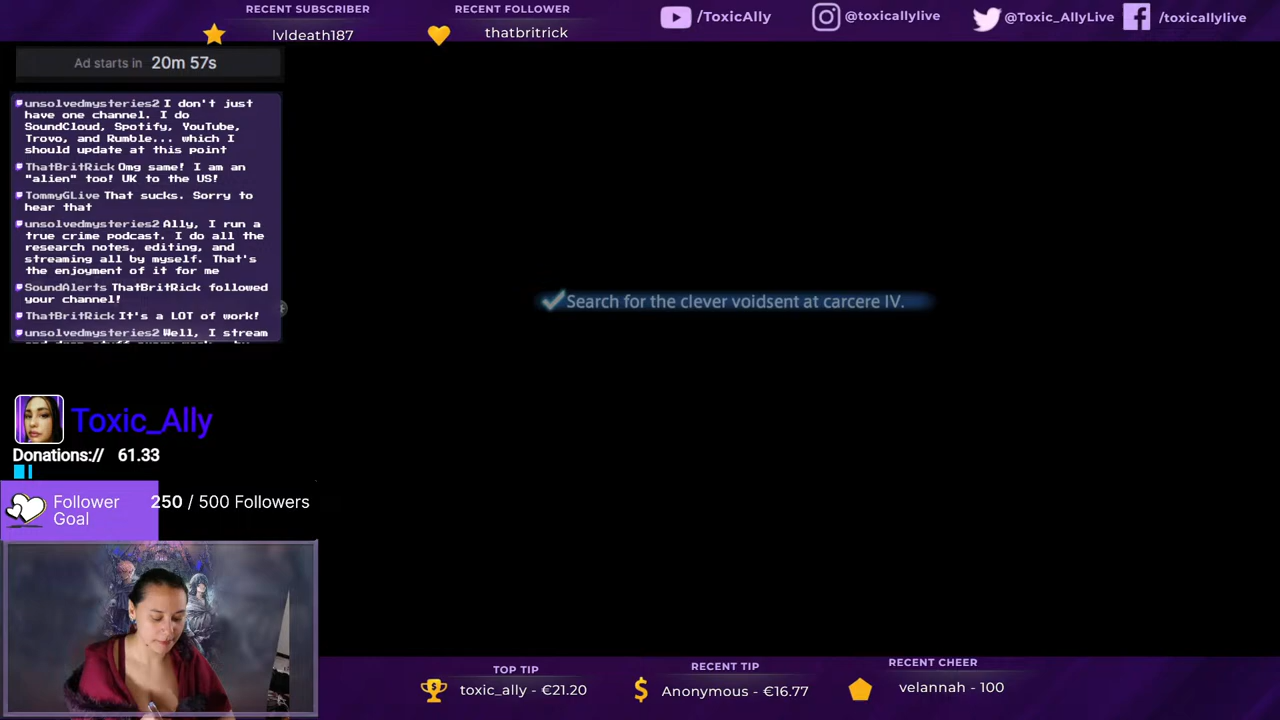 RECENT SUBSCRIBER
lvldeath187
RECENT FOLLOWER
thatbritrick
/ToxicAlly
@toxicallylive
@Toxic_AllyLive
/toxicallylive
Ad starts in 20m 57s
unsolvedmysteries2 I don't just
have one channel. I do
SoundCloud, Spotify, YouTube,
Trovo, and Rumble... which I
should update at this point
ThatBritRick Omg same! I am an
"alien" too! UK to the US!
TommyGLive That sucks. Sorry to
hear that
unsolvedmysteries2 Ally, I run a
true crime podcast. I do all the
research notes, editing, and
streaming all by myself. That's
the enjoyment of it for me
SoundAlerts ThatBritRick followed
your channel!
ThatBritRick It's a LOT of work!
unsolvedmysteries2 Well, I stream
Search for the clever voidsent at carcere IV.
Toxic_Ally
Donations:// 61.33
Follower
Goal
250 / 500 Followers
TOP TIP
toxic_ally - €21.20
RECENT TIP
Anonymous - €16.77
RECENT CHEER
velannah - 100